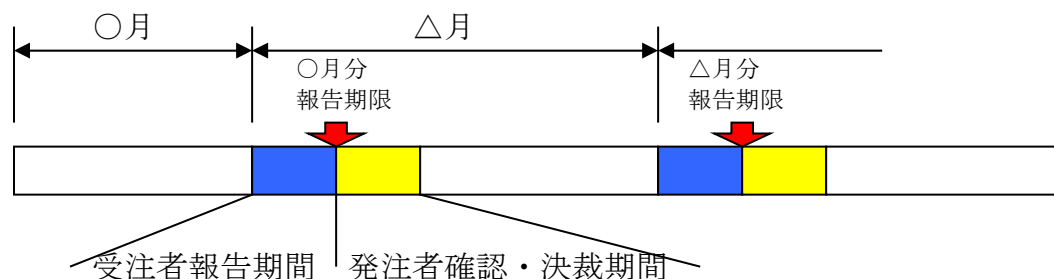 ○月
△月
○月分
報告期限
△月分
報告期限
受注者報告期間
発注者確認・決裁期間